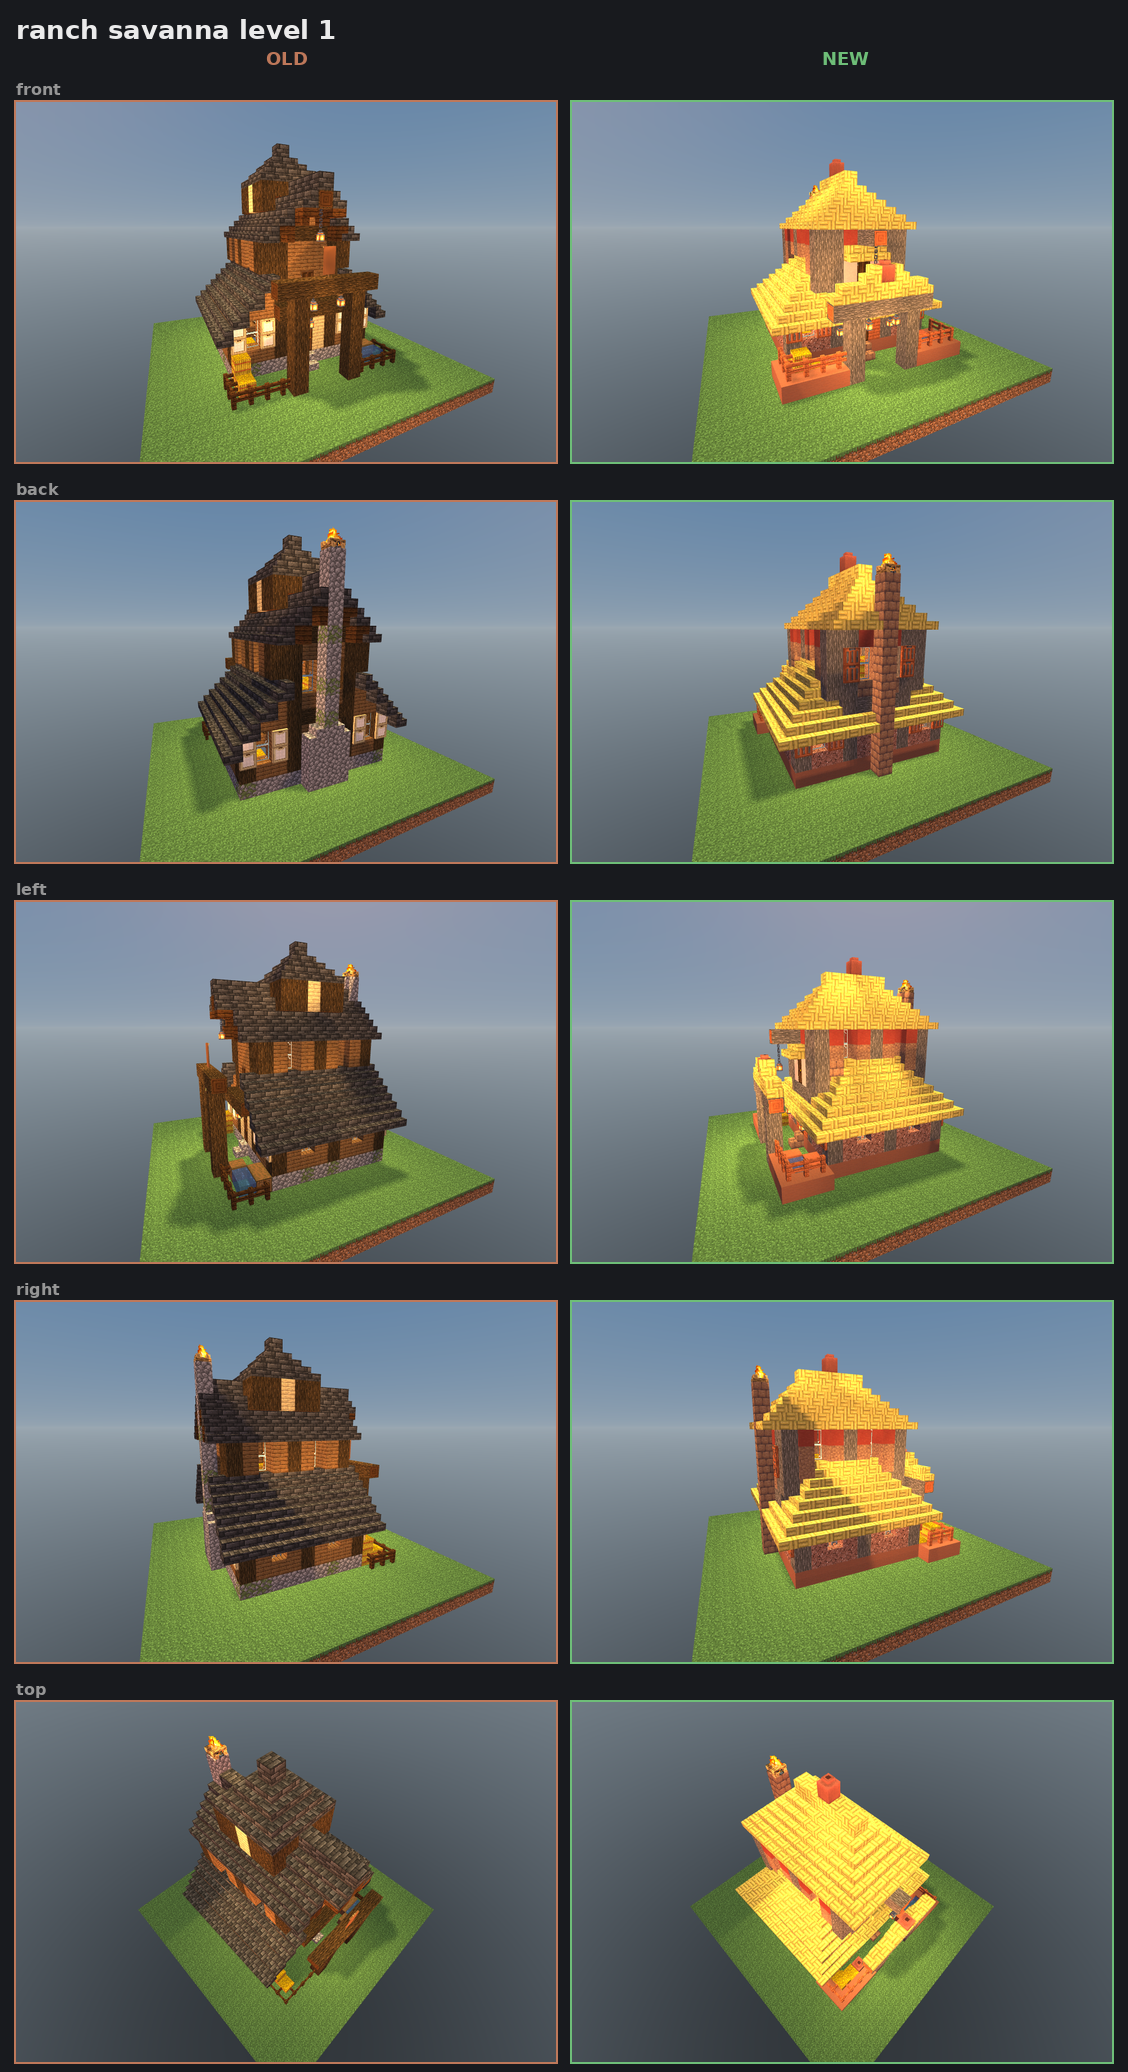 ranch savanna level 1
OLD
NEW
front
back
left
right
top